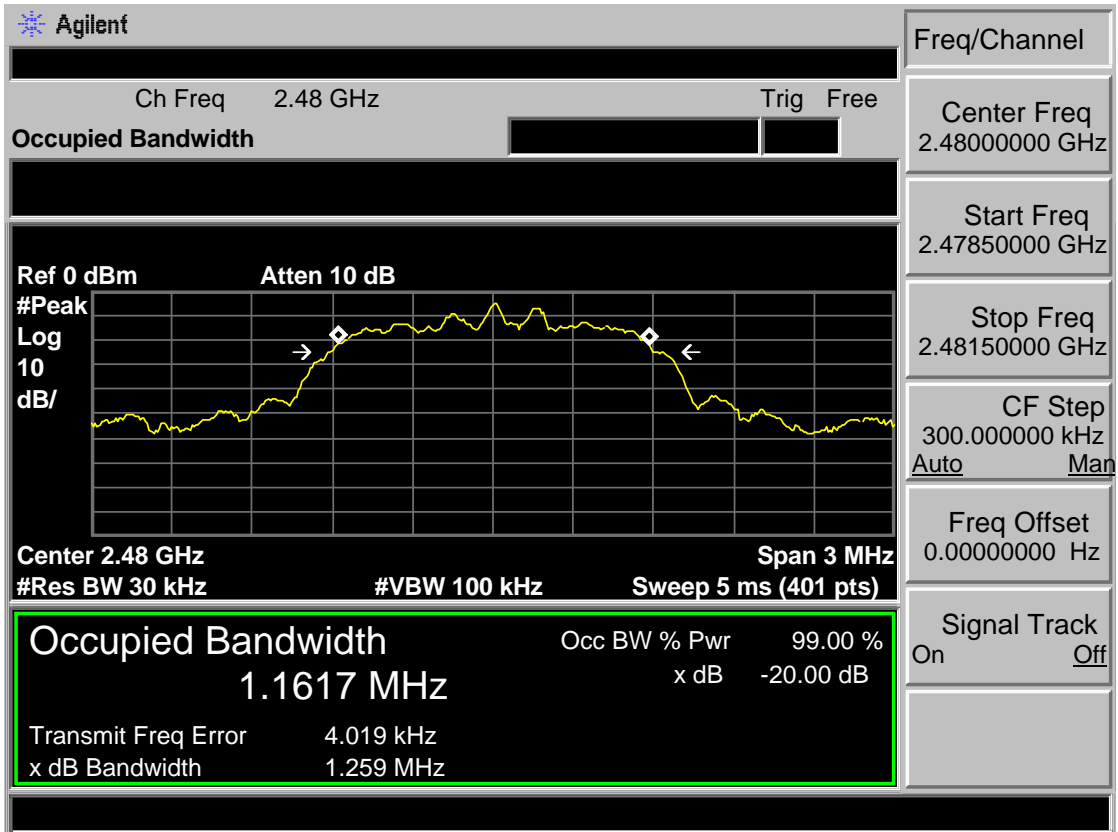 Agilent
Freq/Channel
Ch Freq 2.48 GHz Trig Free
Occupied Bandwidth
Center Freq
2.48000000 GHz
Start Freq
2.47850000 GHz
Stop Freq
2.48150000 GHz
CF Step
300.000000 kHz
Auto Man
Freq Offset
0.00000000 Hz
Signal Track
On Off
Ref 0 dBm Atten 10 dB
#Peak
Log
10
dB/
Center 2.48 GHz Span 3 MHz
#Res BW 30 kHz #VBW 100 kHz Sweep 5 ms (401 pts)
Occupied Bandwidth
1.1617 MHz
Occ BW % Pwr 99.00 %
x dB -20.00 dB
Transmit Freq Error 4.019 kHz
x dB Bandwidth 1.259 MHz